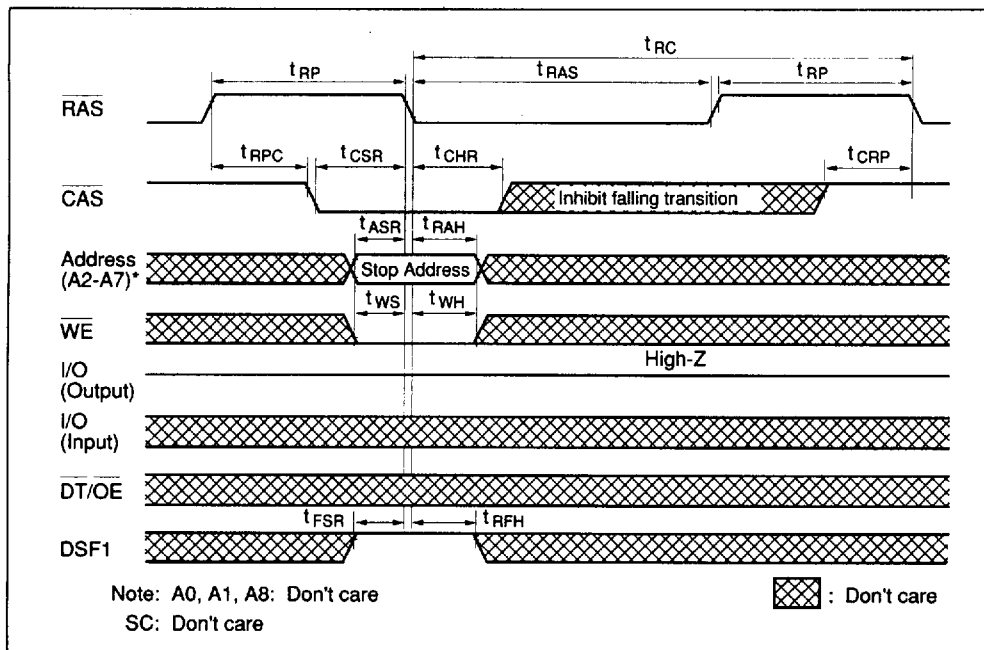 tRC
tRP tRAS tRP
RAS
tRPC tCSR tCHR tCRP
CAS Inhibit falling transition
tASR tRAH
Address
(A2-A7)* Stop Address
tWS tWH
WE
High-Z
I/O
(Output)
I/O
(Input)
DT/OE
tFSR tRFH
DSF1
Note: A0, A1, A8: Don't care : Don't care
SC: Don't care